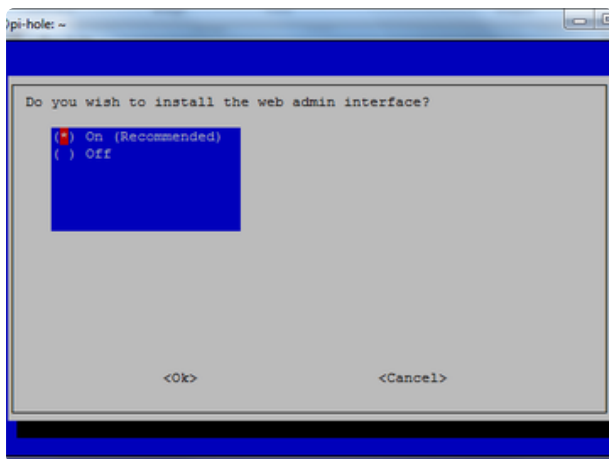 pi-hole: ~
Do you wish to install the web admin interface?
(*) On (Recommended)
( ) Off
<Ok> <Cancel>